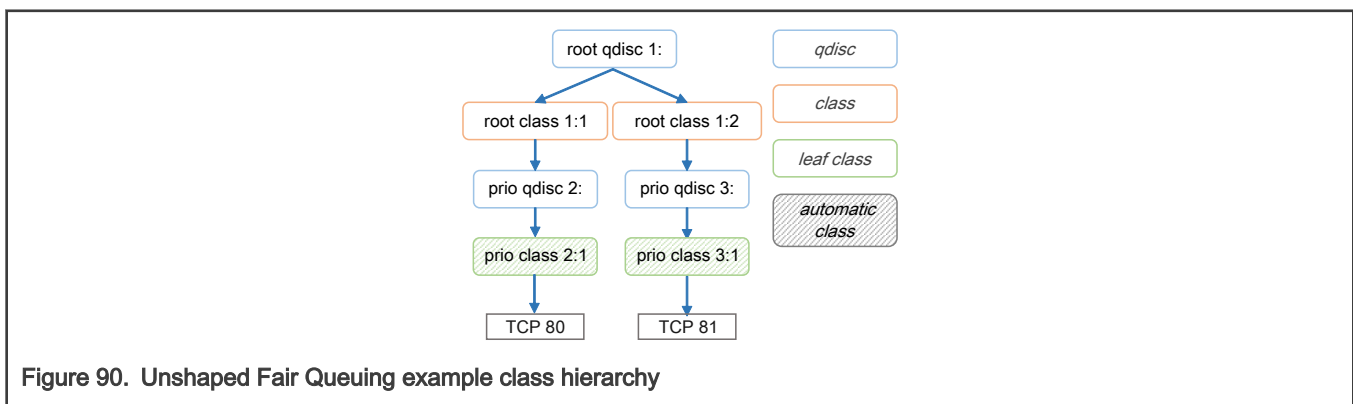 root qdisc 1:
qdisc
root class 1:1
root class 1:2
class
prio qdisc 2:
prio qdisc 3:
leaf class
automatic
class
prio class 2:1
prio class 3:1
TCP 80
TCP 81
Figure 90. Unshaped Fair Queuing example class hierarchy